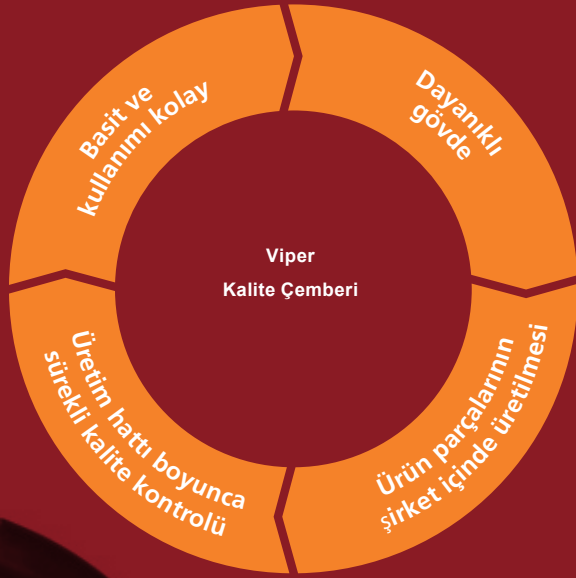 Viper
Kalite Çemberi
Basit ve
kullanımı kolay
Dayanıklı
gövde
Ürün parçalarının
şirket içinde üretilmesi
Üretim hattı boyunca
sürekli kalite kontrolü